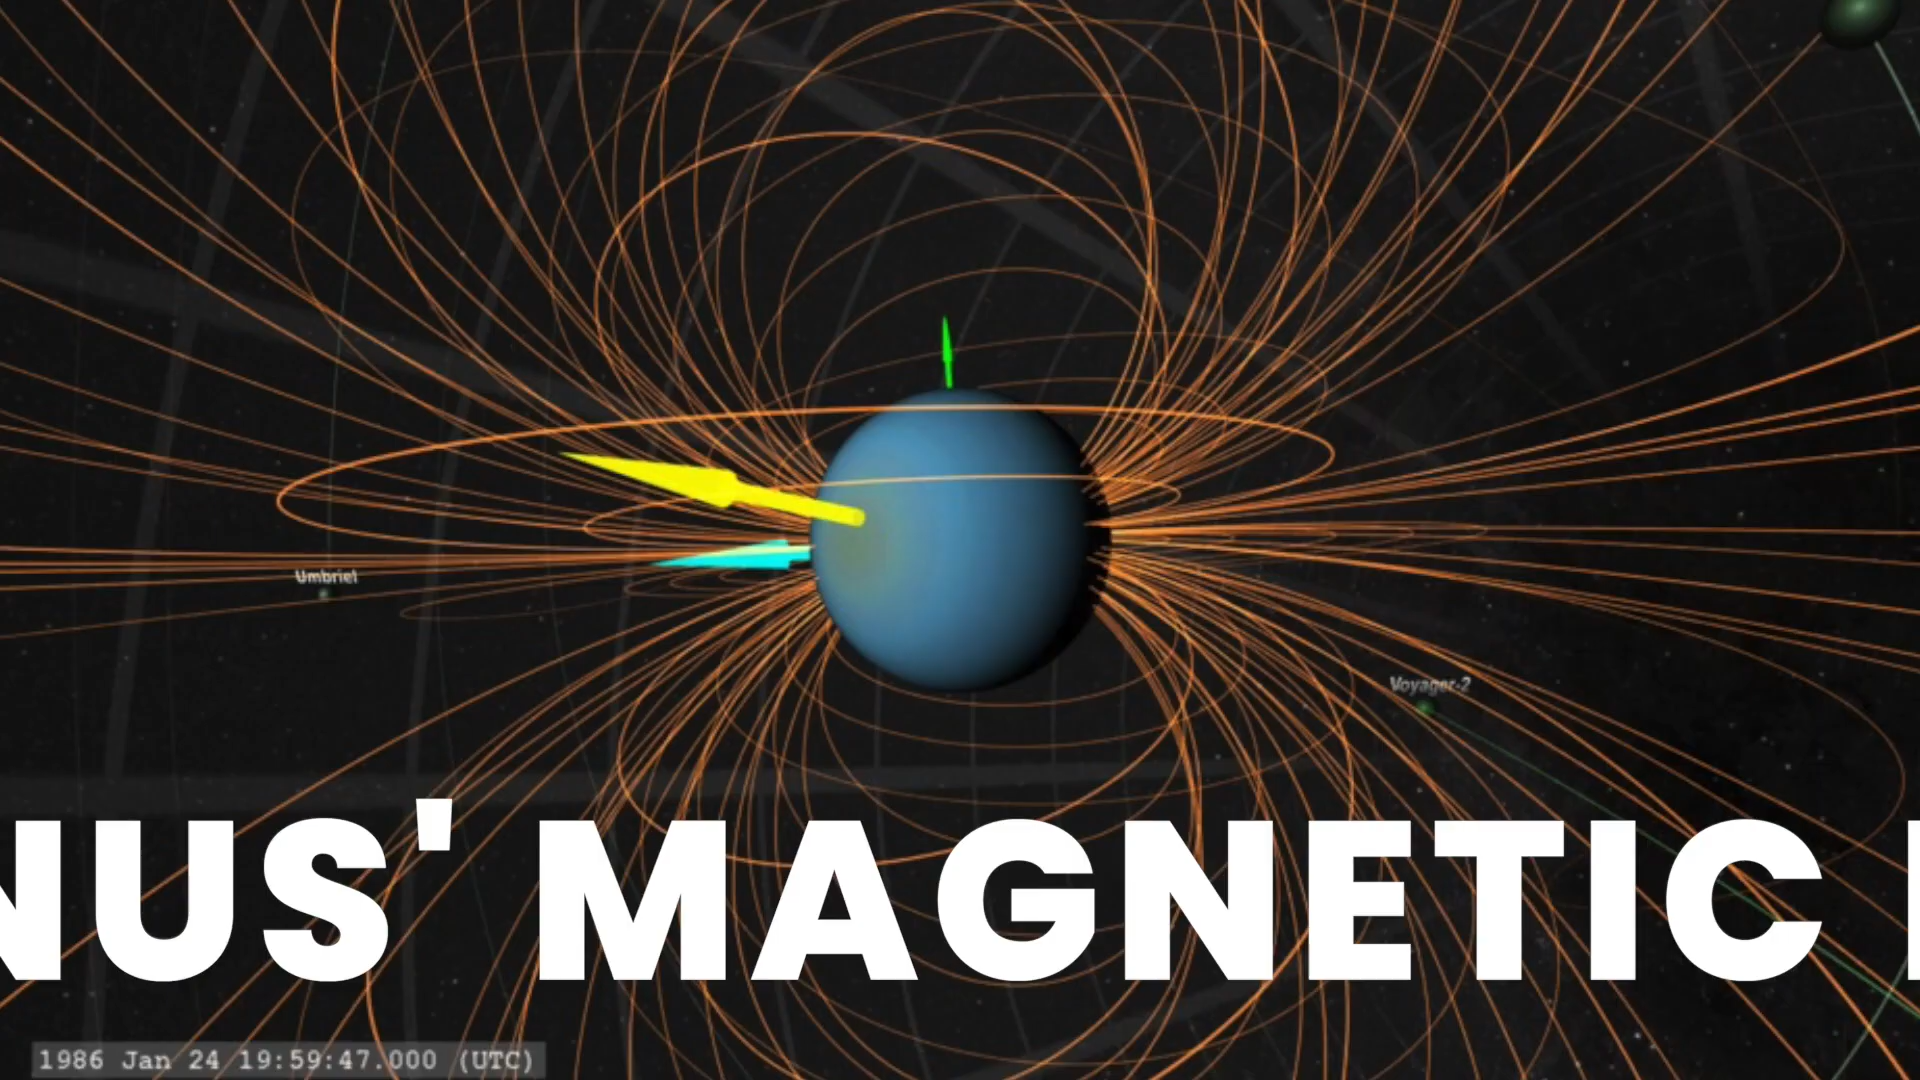 Umbriel
Voyager-2
NUS' MAGNETIC
1986 Jan 24 19:59:47.000 (UTC)